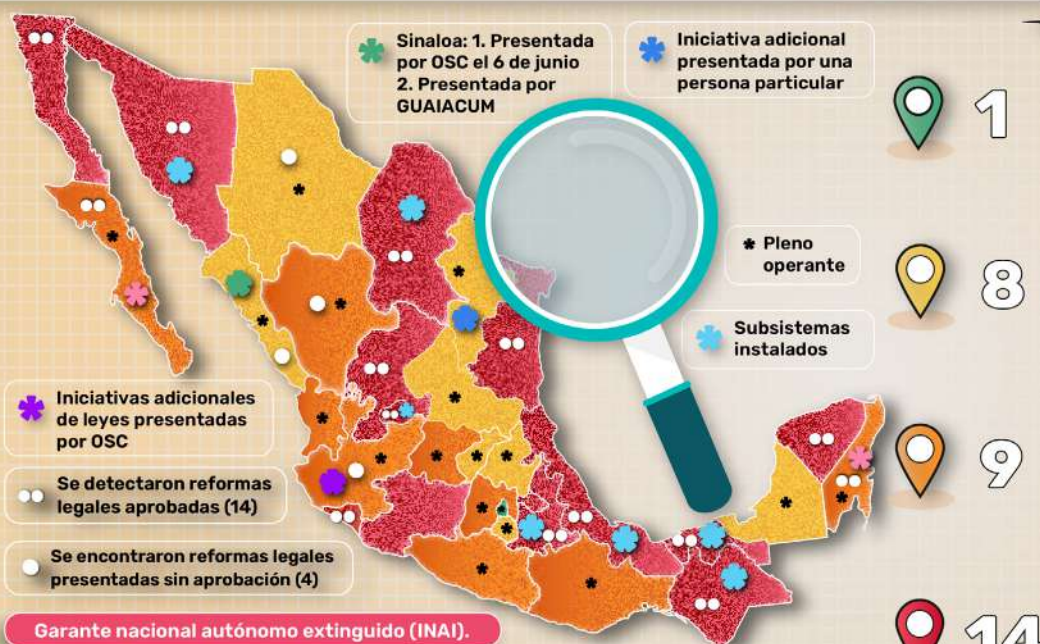 Sinaloa: 1. Presentada
por OSC el 6 de junio
2. Presentada por
GUAIACUM
Iniciativa adicional
presentada por una
persona particular
1
* Pleno
operante
8
Subsistemas
instalados
Iniciativas adicionales
de leyes presentadas
por OSC
9
Se detectaron reformas
legales aprobadas (14)
Se encontraron reformas legales
presentadas sin aprobación (4)
Garante nacional autónomo extinguido (INAI).
14